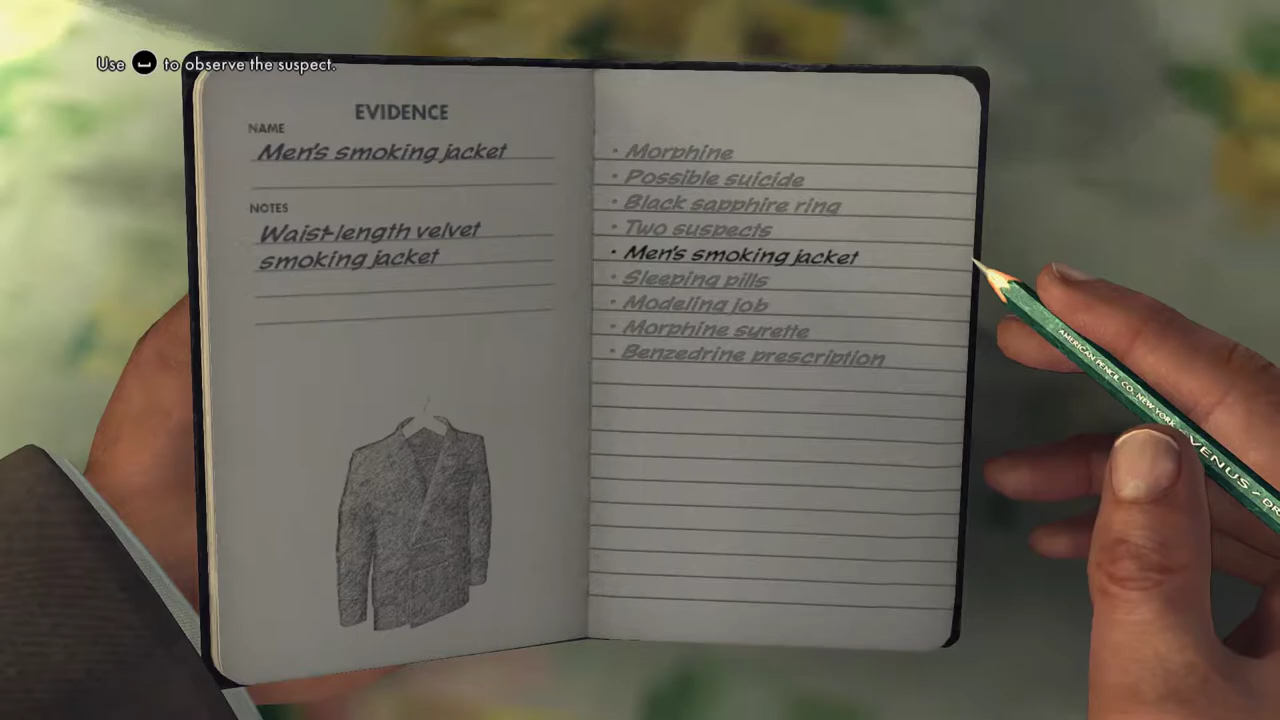 Use to observe the suspect.
EVIDENCE
NAME
Men's smoking jacket
NOTES
Waist-length velvet
smoking jacket
• Morphine
• Possible suicide
• Black sapphire ring
• Two suspects
• Men's smoking jacket
• Sleeping pills
• Modeling job
• Morphine syrette
• Benzedrine prescription
AMERICAN PENCIL CO. NEW YORK
VENUS / DR